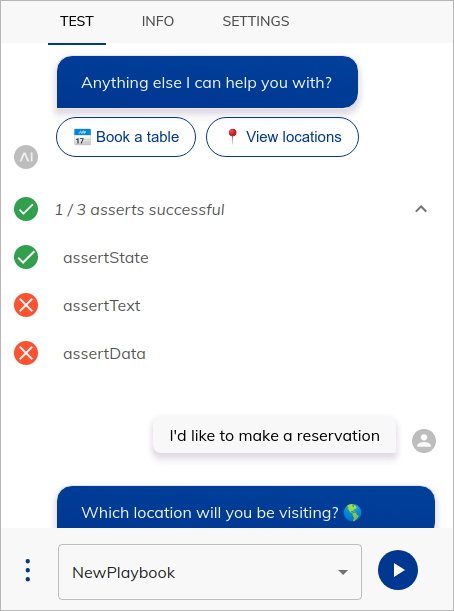 TEST INFO SETTINGS
Anything else I can help you with?
Book a table View locations
AI
1 / 3 asserts successful
assertState
assertText
assertData
I'd like to make a reservation
Which location will you be visiting?
NewPlaybook